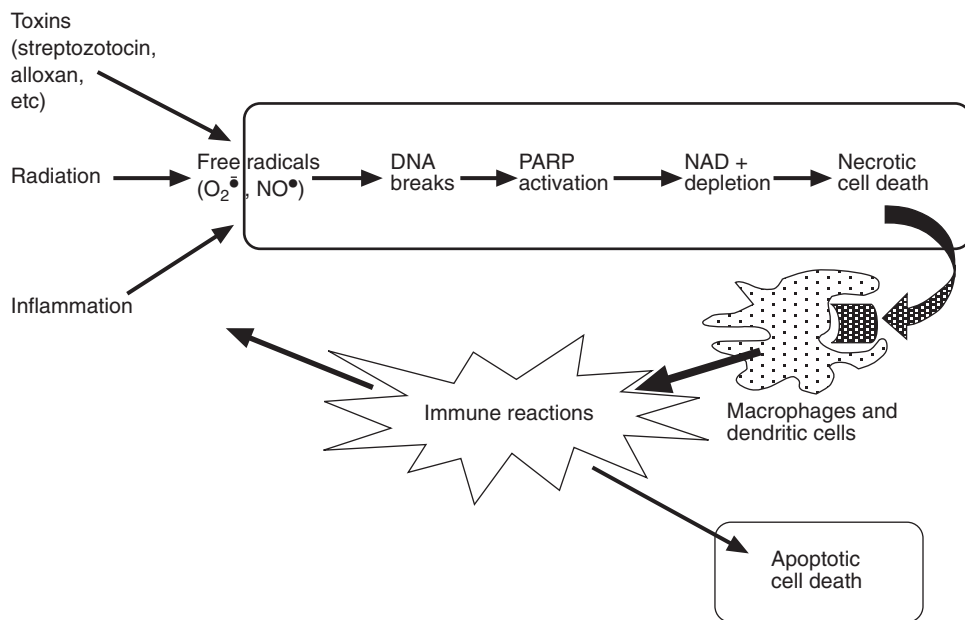 Toxins
(streptozotocin,
alloxan,
etc)
Radiation
Inflammation
Free radicals
(O₂•̄, NO•)
DNA
breaks
PARP
activation
NAD +
depletion
Necrotic
cell death
Macrophages and
dendritic cells
Immune reactions
Apoptotic
cell death